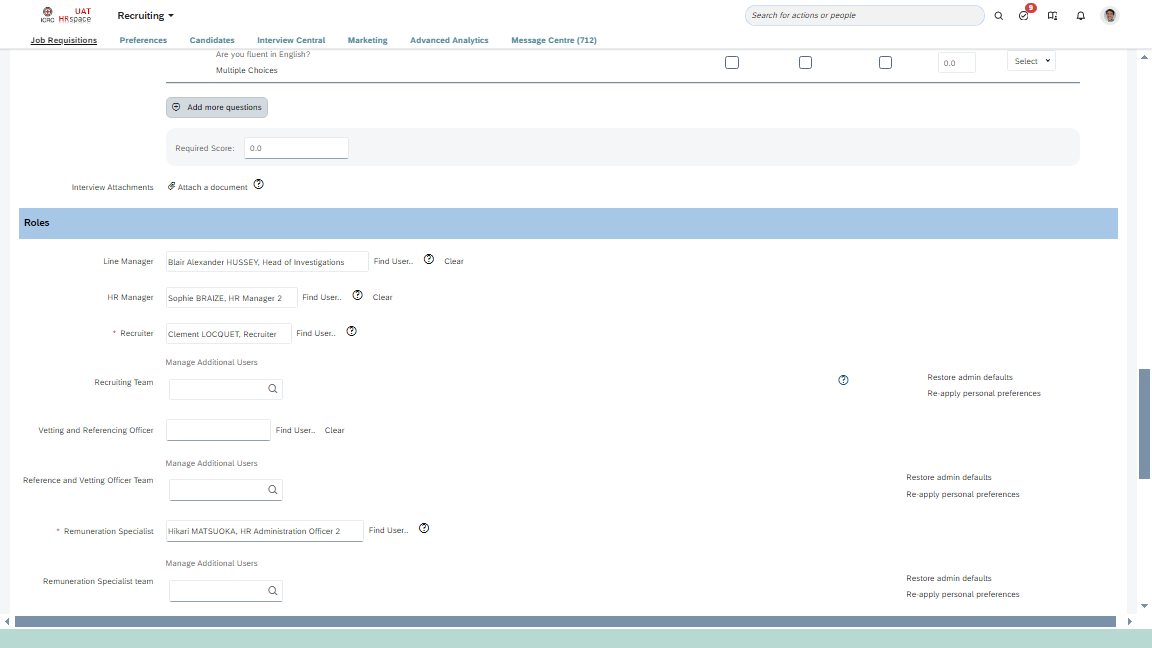 ICRC UAT HRspace
Recruiting
Search for actions or people
9
Job Requisitions Preferences Candidates Interview Central Marketing Advanced Analytics Message Centre (712)
Are you fluent in English?
Multiple Choices
0.0
Select
Add more questions
Required Score: 0.0
Interview Attachments Attach a document
Roles
Line Manager Blair Alexander HUSSEY, Head of Investigations Find User.. Clear
HR Manager Sophie BRAIZE, HR Manager 2 Find User.. Clear
* Recruiter Clement LOCQUET, Recruiter Find User..
Manage Additional Users
Recruiting Team
Restore admin defaults
Re-apply personal preferences
Vetting and Referencing Officer Find User.. Clear
Manage Additional Users
Reference and Vetting Officer Team
Restore admin defaults
Re-apply personal preferences
* Remuneration Specialist Hikari MATSUOKA, HR Administration Officer 2 Find User..
Manage Additional Users
Remuneration Specialist team
Restore admin defaults
Re-apply personal preferences